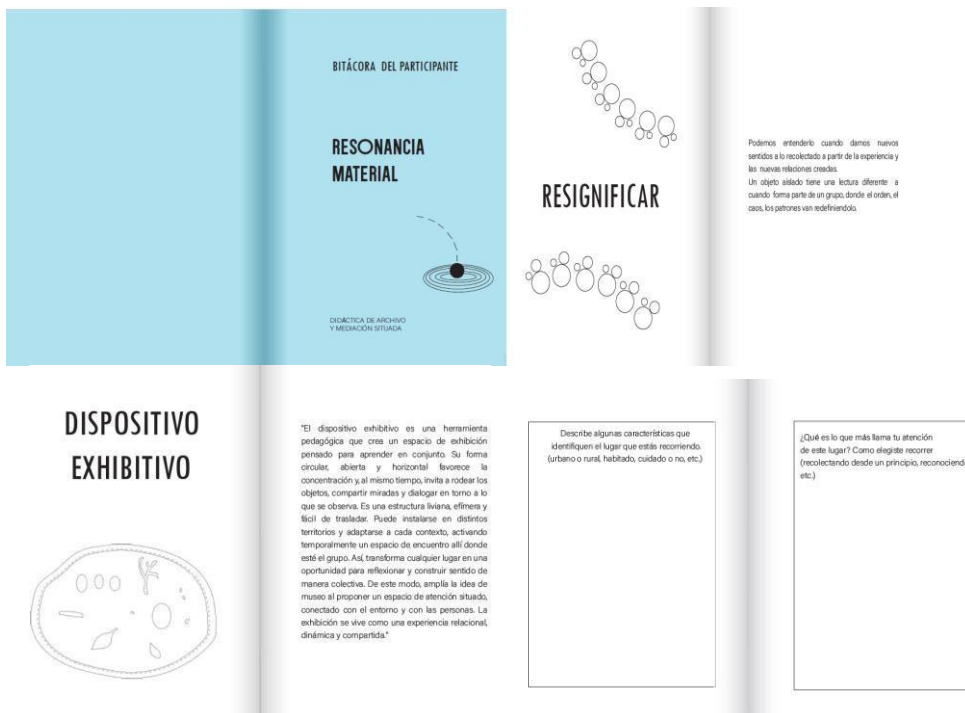 BITÁCORA DEL PARTICIPANTE
RESONANCIA
MATERIAL
DIDÁCTICA DE ARCHIVO
Y MEDIACIÓN SITUADA
RESIGNIFICAR
Podemos entenderlo cuando damos nuevos
sentidos a lo recolectado a partir de la experiencia y
las nuevas relaciones creadas.
Un objeto aislado tiene una lectura diferente a
cuando forma parte de un grupo, donde el orden, el
caos, los patrones van redefiniendolo.
DISPOSITIVO
EXHIBITIVO
"El dispositivo exhibitivo es una herramienta
pedagógica que crea un espacio de exhibición
pensado para aprender en conjunto. Su forma
circular, abierta y horizontal favorece la
concentración y, al mismo tiempo, invita a rodear los
objetos, compartir miradas y dialogar en torno a lo
que se observa. Es una estructura liviana, efímera y
fácil de trasladar. Puede instalarse en distintos
territorios y adaptarse a cada contexto, activando
temporalmente un espacio de encuentro allí donde
esté el grupo. Así, transforma cualquier lugar en una
oportunidad para reflexionar y construir sentido de
manera colectiva. De este modo, amplía la idea de
museo al proponer un espacio de atención situado,
conectado con el entorno y con las personas. La
exhibición se vive como una experiencia relacional,
dinámica y compartida."
Describe algunas características que
identifiquen el lugar que estás recorriendo.
(urbano o rural, habitado, cuidado o no, etc.)
¿Qué es lo que más llama tu atención
de este lugar? Como elegiste recorrer
(recolectando desde un principio, reconociendo
etc.)